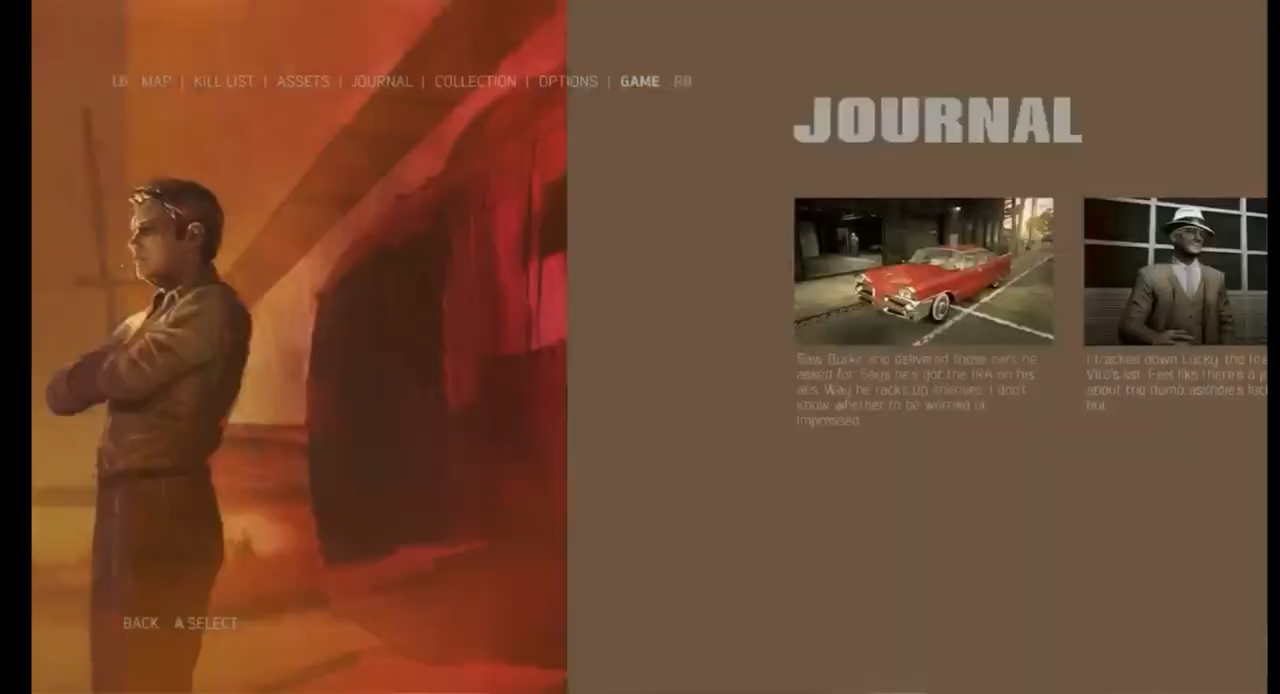 LB MAP | KILL LIST | ASSETS | JOURNAL | COLLECTION | OPTIONS | GAME RB
JOURNAL
Saw Burke and delivered those cars he
asked for. Says he's got the IRA on his
ass. Way he racks up enemies, I don't
know whether to be worried or
impressed.
I tracked down Lucky, the
Vito's list. Feel like there's a
about the dumb asshole's
but
BACK A SELECT